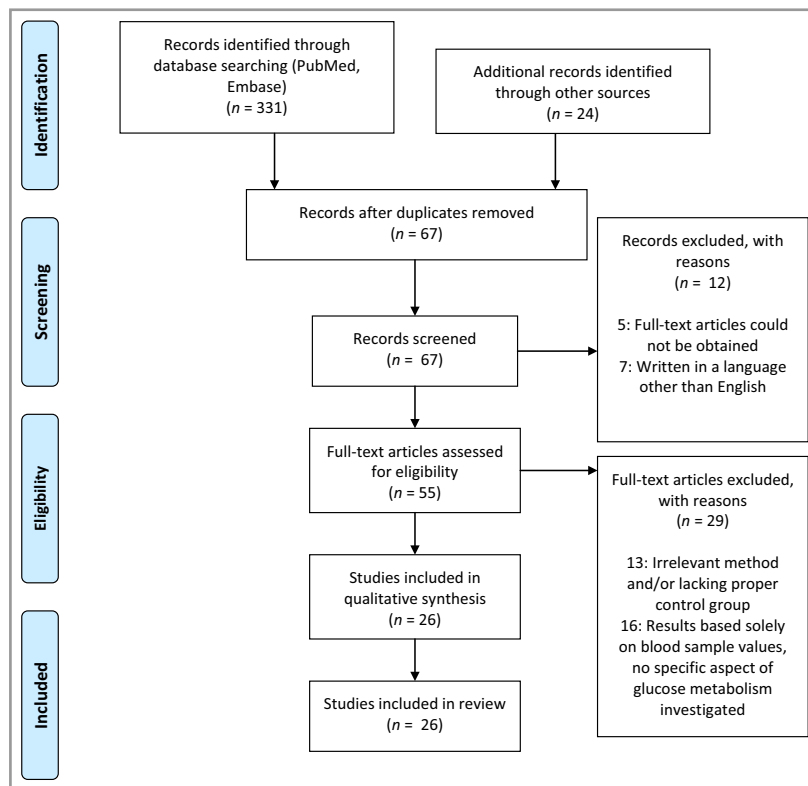 Identification
Records identified through
database searching (PubMed,
Embase)
(n = 331)
Additional records identified
through other sources
(n = 24)
Records after duplicates removed
(n = 67)
Screening
Records screened
(n = 67)
Records excluded, with
reasons
(n = 12)
5: Full-text articles could
not be obtained
7: Written in a language
other than English
Eligibility
Full-text articles assessed
for eligibility
(n = 55)
Full-text articles excluded,
with reasons
(n = 29)
13: Irrelevant method
and/or lacking proper
control group
16: Results based solely
on blood sample values,
no specific aspect of
glucose metabolism
investigated
Studies included in
qualitative synthesis
(n = 26)
Included
Studies included in review
(n = 26)